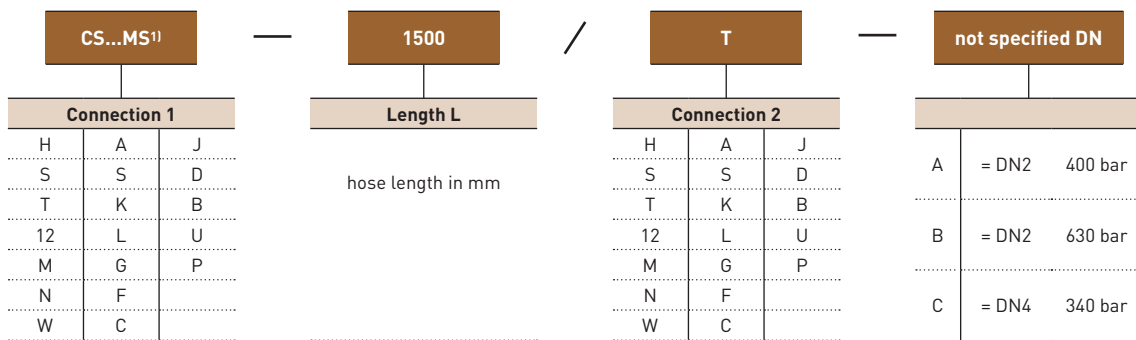 CS...MS1) — 1500 / T — not specified DN
Connection 1 Length L Connection 2
H A J H A J
S S D S S D A = DN2 400 bar
hose length in mm
T K B T K B
12 L U 12 L U B = DN2 630 bar
M G P M G P
N F N F C = DN4 340 bar
W C W C